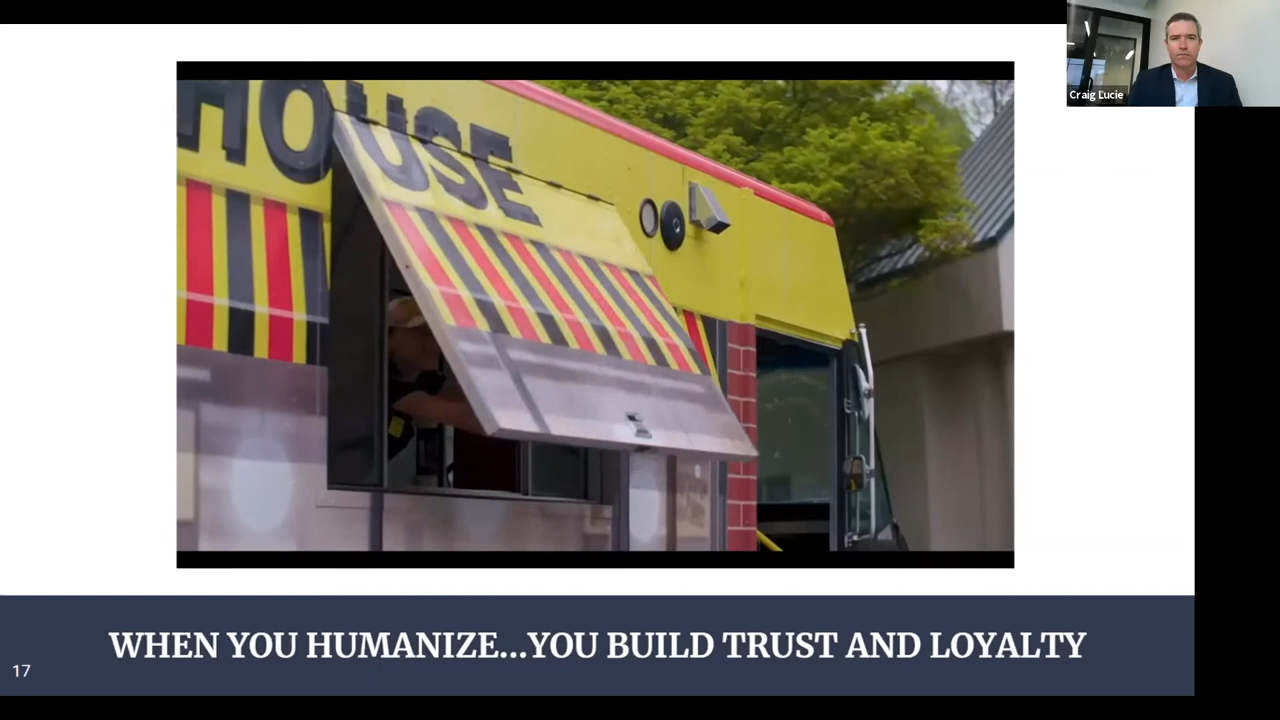 Craig Lucie
HOUSE
WHEN YOU HUMANIZE...YOU BUILD TRUST AND LOYALTY
17